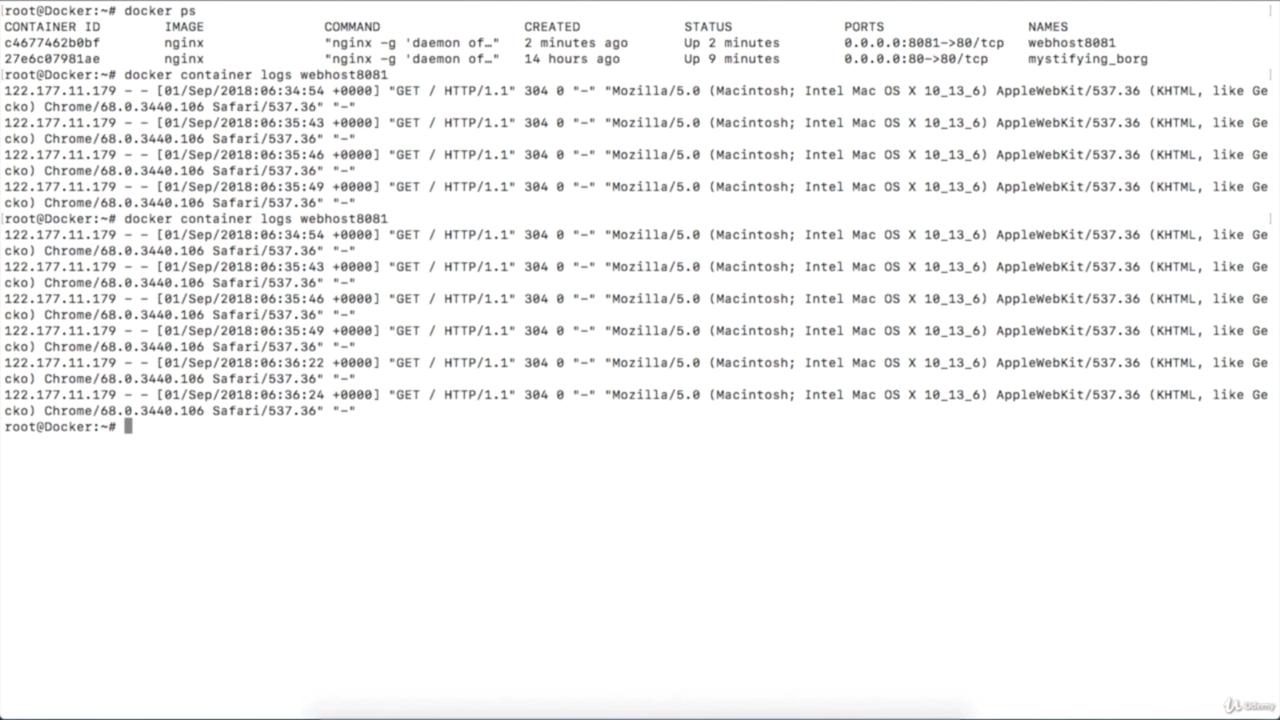 [root@Docker:~# docker ps ]
CONTAINER ID IMAGE COMMAND CREATED STATUS PORTS NAMES
c4677462b0bf nginx "nginx -g 'daemon of…" 2 minutes ago Up 2 minutes 0.0.0.0:8081->80/tcp webhost8081
27e6c07981ae nginx "nginx -g 'daemon of…" 14 hours ago Up 9 minutes 0.0.0.0:80->80/tcp mystifying_borg
[root@Docker:~# docker container logs webhost8081 ]
122.177.11.179 - - [01/Sep/2018:06:34:54 +0000] "GET / HTTP/1.1" 304 0 "-" "Mozilla/5.0 (Macintosh; Intel Mac OS X 10_13_6) AppleWebKit/537.36 (KHTML, like Ge
cko) Chrome/68.0.3440.106 Safari/537.36" "-"
122.177.11.179 - - [01/Sep/2018:06:35:43 +0000] "GET / HTTP/1.1" 304 0 "-" "Mozilla/5.0 (Macintosh; Intel Mac OS X 10_13_6) AppleWebKit/537.36 (KHTML, like Ge
cko) Chrome/68.0.3440.106 Safari/537.36" "-"
122.177.11.179 - - [01/Sep/2018:06:35:46 +0000] "GET / HTTP/1.1" 304 0 "-" "Mozilla/5.0 (Macintosh; Intel Mac OS X 10_13_6) AppleWebKit/537.36 (KHTML, like Ge
cko) Chrome/68.0.3440.106 Safari/537.36" "-"
122.177.11.179 - - [01/Sep/2018:06:35:49 +0000] "GET / HTTP/1.1" 304 0 "-" "Mozilla/5.0 (Macintosh; Intel Mac OS X 10_13_6) AppleWebKit/537.36 (KHTML, like Ge
cko) Chrome/68.0.3440.106 Safari/537.36" "-"
[root@Docker:~# docker container logs webhost8081 ]
122.177.11.179 - - [01/Sep/2018:06:34:54 +0000] "GET / HTTP/1.1" 304 0 "-" "Mozilla/5.0 (Macintosh; Intel Mac OS X 10_13_6) AppleWebKit/537.36 (KHTML, like Ge
cko) Chrome/68.0.3440.106 Safari/537.36" "-"
122.177.11.179 - - [01/Sep/2018:06:35:43 +0000] "GET / HTTP/1.1" 304 0 "-" "Mozilla/5.0 (Macintosh; Intel Mac OS X 10_13_6) AppleWebKit/537.36 (KHTML, like Ge
cko) Chrome/68.0.3440.106 Safari/537.36" "-"
122.177.11.179 - - [01/Sep/2018:06:35:46 +0000] "GET / HTTP/1.1" 304 0 "-" "Mozilla/5.0 (Macintosh; Intel Mac OS X 10_13_6) AppleWebKit/537.36 (KHTML, like Ge
cko) Chrome/68.0.3440.106 Safari/537.36" "-"
122.177.11.179 - - [01/Sep/2018:06:35:49 +0000] "GET / HTTP/1.1" 304 0 "-" "Mozilla/5.0 (Macintosh; Intel Mac OS X 10_13_6) AppleWebKit/537.36 (KHTML, like Ge
cko) Chrome/68.0.3440.106 Safari/537.36" "-"
122.177.11.179 - - [01/Sep/2018:06:36:22 +0000] "GET / HTTP/1.1" 304 0 "-" "Mozilla/5.0 (Macintosh; Intel Mac OS X 10_13_6) AppleWebKit/537.36 (KHTML, like Ge
cko) Chrome/68.0.3440.106 Safari/537.36" "-"
122.177.11.179 - - [01/Sep/2018:06:36:24 +0000] "GET / HTTP/1.1" 304 0 "-" "Mozilla/5.0 (Macintosh; Intel Mac OS X 10_13_6) AppleWebKit/537.36 (KHTML, like Ge
cko) Chrome/68.0.3440.106 Safari/537.36" "-"
root@Docker:~#
Udemy